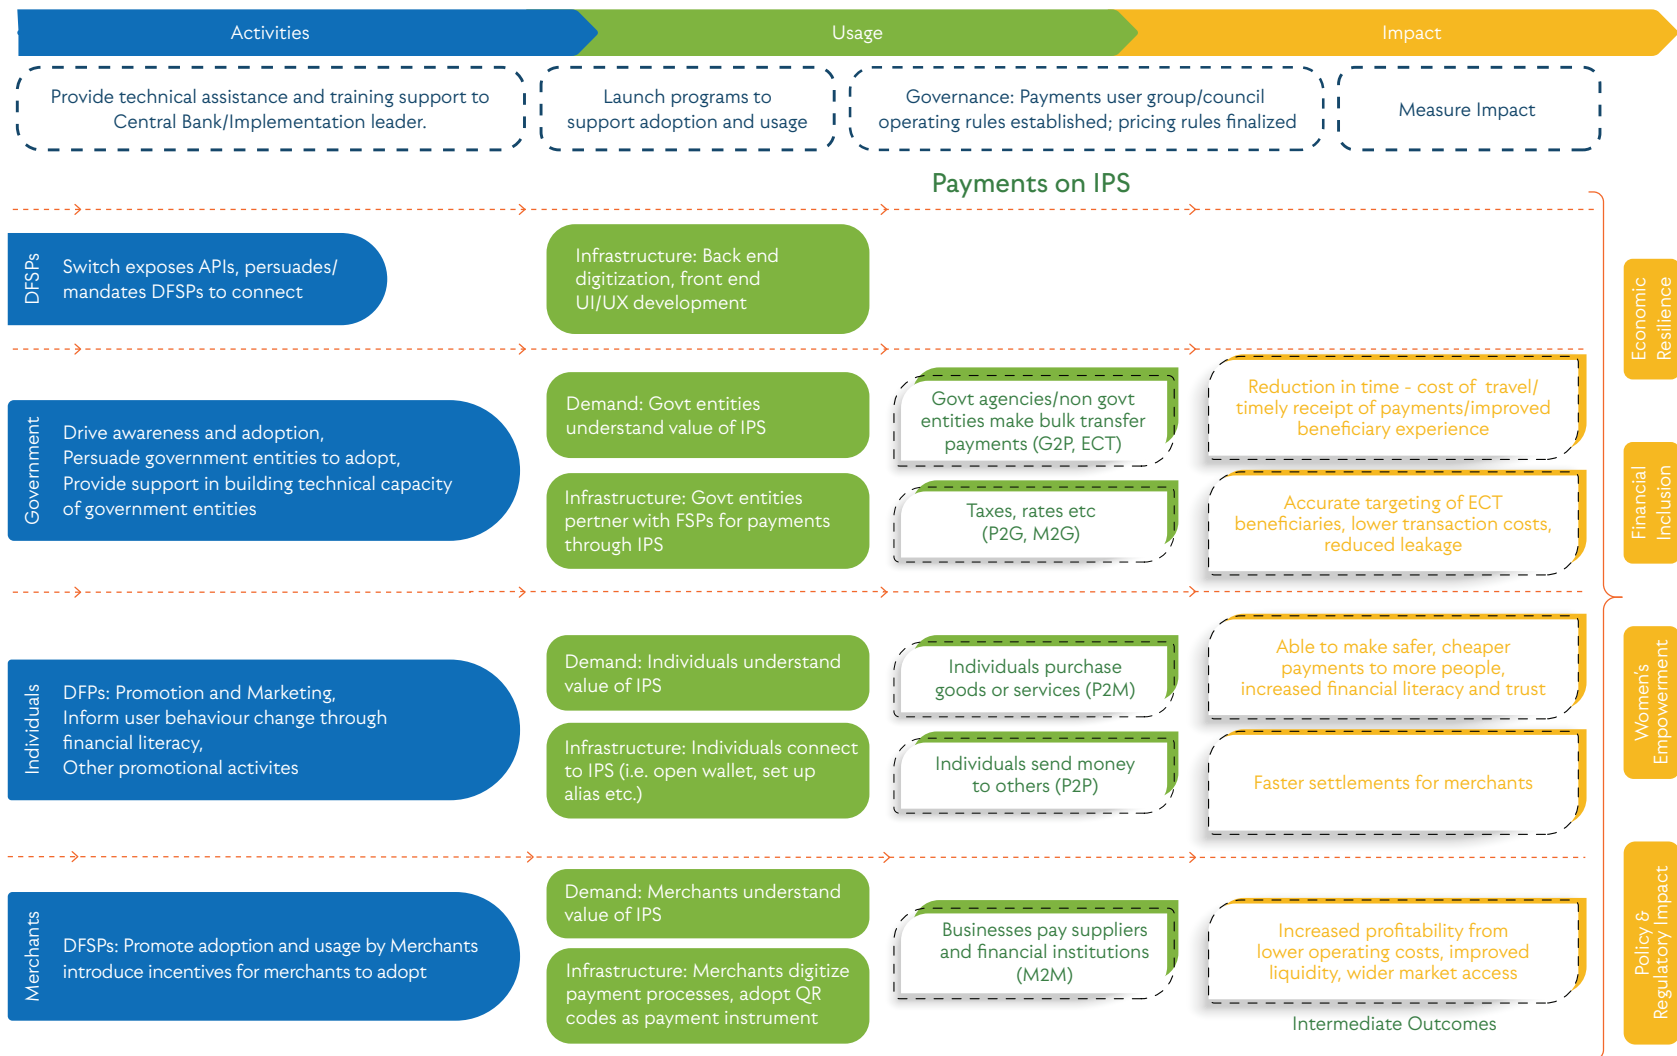 Activities
Usage
Impact
Provide technical assistance and training support to
Central Bank/Implementation leader.
Launch programs to
support adoption and usage
Governance: Payments user group/council
operating rules established; pricing rules finalized
Measure Impact
Payments on IPS
DFSPs
Switch exposes APIs, persuades/
mandates DFSPs to connect
Infrastructure: Back end
digitization, front end
UI/UX development
Government
Drive awareness and adoption,
Persuade government entities to adopt,
Provide support in building technical capacity
of government entities
Demand: Govt entities
understand value of IPS
Infrastructure: Govt entities
pertner with FSPs for payments
through IPS
Govt agencies/non govt
entities make bulk transfer
payments (G2P, ECT)
Taxes, rates etc
(P2G, M2G)
Reduction in time - cost of travel/
timely receipt of payments/improved
beneficiary experience
Accurate targeting of ECT
beneficiaries, lower transaction costs,
reduced leakage
Individuals
DFPs: Promotion and Marketing,
Inform user behaviour change through
financial literacy,
Other promotional activites
Demand: Individuals understand
value of IPS
Infrastructure: Individuals connect
to IPS (i.e. open wallet, set up
alias etc.)
Individuals purchase
goods or services (P2M)
Individuals send money
to others (P2P)
Able to make safer, cheaper
payments to more people,
increased financial literacy and trust
Faster settlements for merchants
Merchants
DFSPs: Promote adoption and usage by Merchants
introduce incentives for merchants to adopt
Demand: Merchants understand
value of IPS
Infrastructure: Merchants digitize
payment processes, adopt QR
codes as payment instrument
Businesses pay suppliers
and financial institutions
(M2M)
Increased profitability from
lower operating costs, improved
liquidity, wider market access
Intermediate Outcomes
Economic
Resilience
Financial
Inclusion
Women's
Empowerment
Policy &
Regulatory Impact